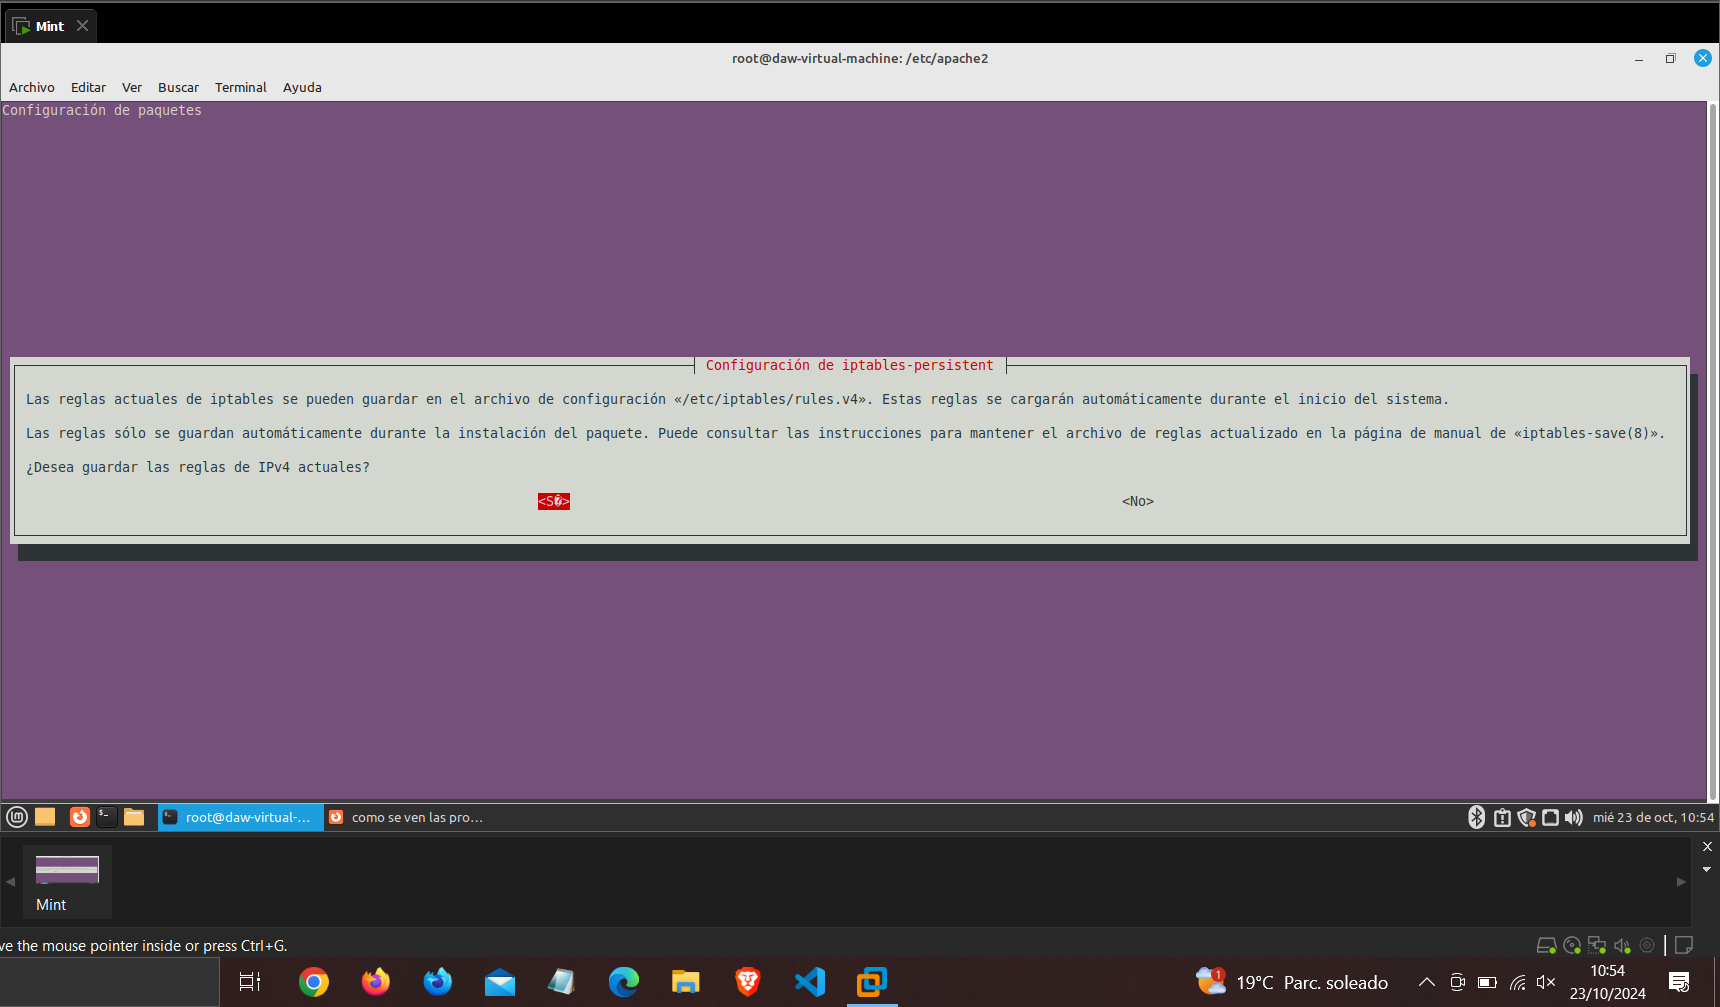 Mint
root@daw-virtual-machine: /etc/apache2
Archivo Editar Ver Buscar Terminal Ayuda
Configuración de paquetes
Configuración de iptables-persistent
Las reglas actuales de iptables se pueden guardar en el archivo de configuración «/etc/iptables/rules.v4». Estas reglas se cargarán automáticamente durante el inicio del sistema.
Las reglas sólo se guardan automáticamente durante la instalación del paquete. Puede consultar las instrucciones para mantener el archivo de reglas actualizado en la página de manual de «iptables-save(8)».
¿Desea guardar las reglas de IPv4 actuales?
<S�> <No>
root@daw-virtual-... como se ven las pro... mié 23 de oct, 10:54
Mint
ve the mouse pointer inside or press Ctrl+G.
1 19°C Parc. soleado 10:54
23/10/2024